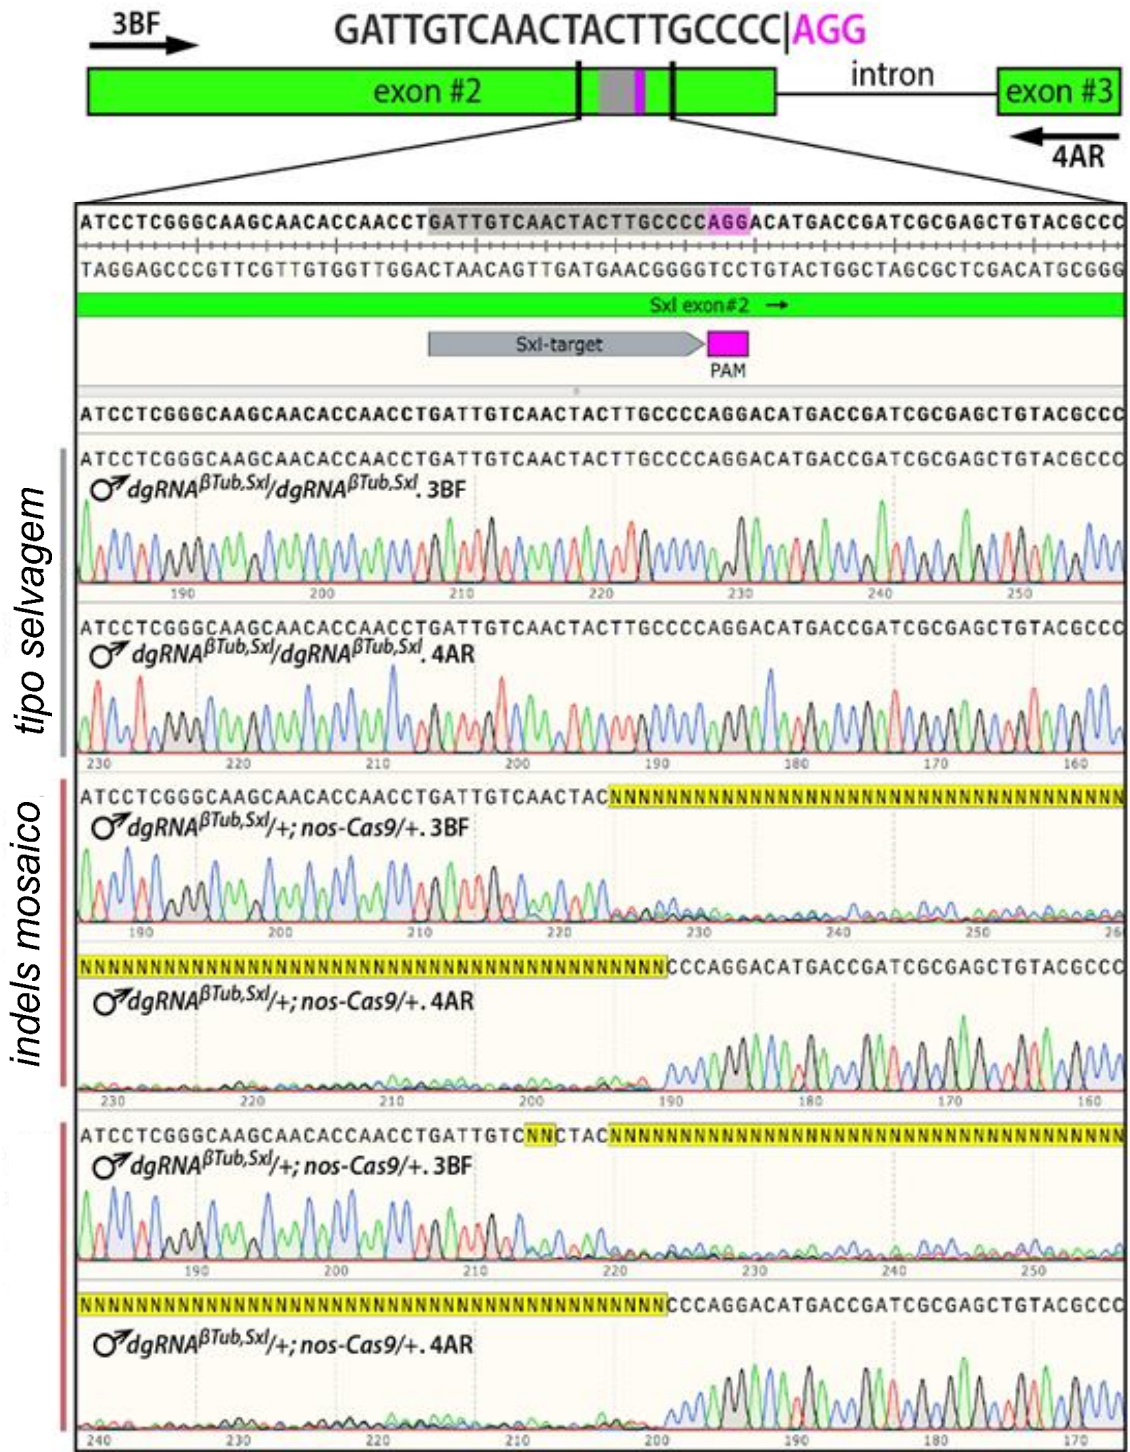 3BF
GATTGTCAACTACTTGCCCC|AGG
exon #2
intron
exon #3
4AR
ATCCTCGGGCAAGCAACACCAACCTGATTGTCAACTACTTGCCCCAGGACATGACCGATCGCGAGCTGTACGCCC
TAGGAGCCCGTTCGTTGTGGTTGGACTAACAGTTGATGAACGGGGTCCTGTACTGGCTAGCGCTCGACATGCGGG
Sxl exon#2 →
Sxl-target
PAM
ATCCTCGGGCAAGCAACACCAACCTGATTGTCAACTACTTGCCCCAGGACATGACCGATCGCGAGCTGTACGCCC
tipo selvagem
ATCCTCGGGCAAGCAACACCAACCTGATTGTCAACTACTTGCCCCAGGACATGACCGATCGCGAGCTGTACGCCC
♂dgRNAβTub,Sxl/dgRNAβTub,Sxl. 3BF
190 200 210 220 230 240 250
ATCCTCGGGCAAGCAACACCAACCTGATTGTCAACTACTTGCCCCAGGACATGACCGATCGCGAGCTGTACGCCC
♂dgRNAβTub,Sxl/dgRNAβTub,Sxl. 4AR
230 220 210 200 190 180 170 160
indels mosaico
ATCCTCGGGCAAGCAACACCAACCTGATTGTCAACTACNNNNNNNNNNNNNNNNNNNNNNNNNNNNNNNNNNNNN
♂dgRNAβTub,Sxl/+; nos-Cas9/+. 3BF
190 200 210 220 230 240 250 260
NNNNNNNNNNNNNNNNNNNNNNNNNNNNNNNNNNNNNNNNNNCCCAGGACATGACCGATCGCGAGCTGTACGCCC
♂dgRNAβTub,Sxl/+; nos-Cas9/+. 4AR
230 220 210 200 190 180 170 160
ATCCTCGGGCAAGCAACACCAACCTGATTGTCNNCTACNNNNNNNNNNNNNNNNNNNNNNNNNNNNNNNNNNNNN
♂dgRNAβTub,Sxl/+; nos-Cas9/+. 3BF
190 200 210 220 230 240 250
NNNNNNNNNNNNNNNNNNNNNNNNNNNNNNNNNNNNNNNNNNCCCAGGACATGACCGATCGCGAGCTGTACGCCC
♂dgRNAβTub,Sxl/+; nos-Cas9/+. 4AR
240 230 220 210 200 190 180 170